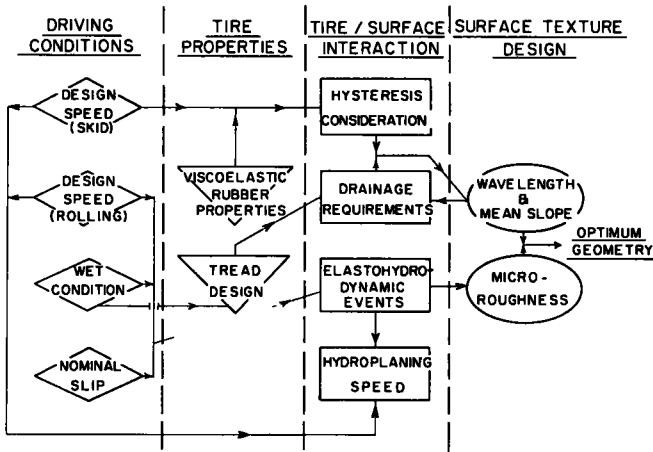 DRIVING
CONDITIONS
TIRE
PROPERTIES
TIRE / SURFACE
INTERACTION
SURFACE TEXTURE
DESIGN
DESIGN
SPEED
(SKID)
HYSTERESIS
CONSIDERATION
DESIGN
SPEED
(ROLLING)
VISCOELASTIC
RUBBER
PROPERTIES
DRAINAGE
REQUIREMENTS
WAVELENGTH
&
MEAN SLOPE
OPTIMUM
GEOMETRY
WET
CONDITION
TREAD
DESIGN
ELASTOHYDRO-
DYNAMIC
EVENTS
MICRO-
ROUGHNESS
NOMINAL
SLIP
HYDROPLANING
SPEED